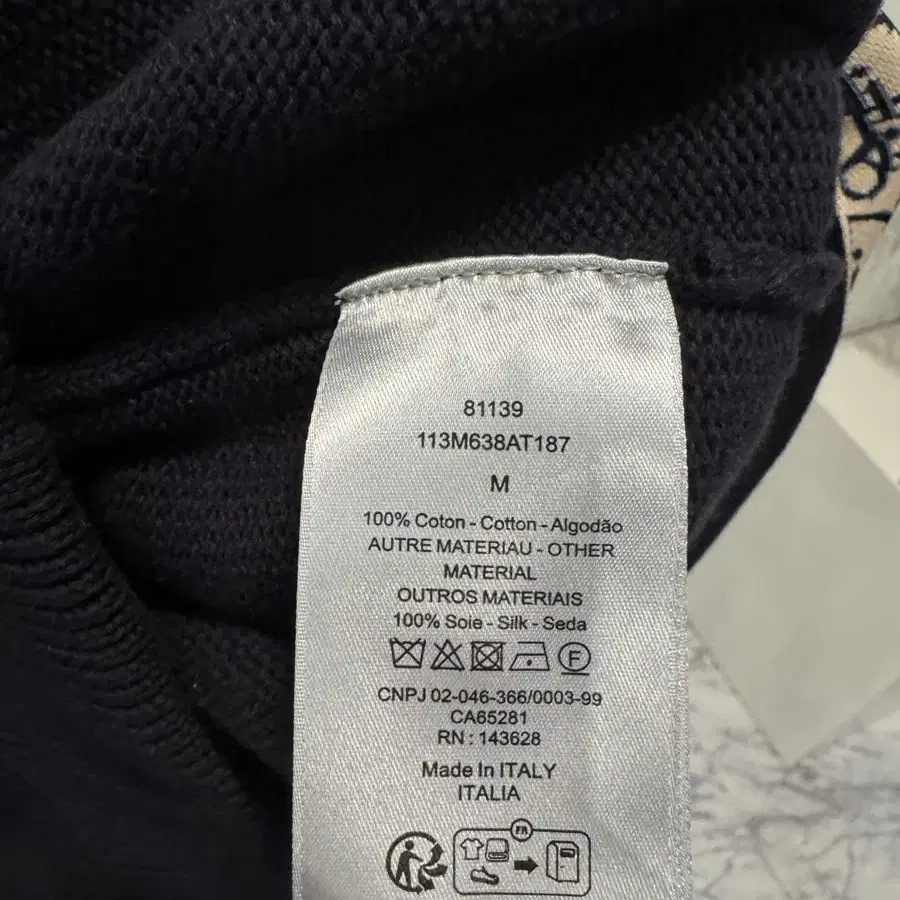 81139
113M638AT187
M
100% Coton - Cotton - Algodão
AUTRE MATERIAU - OTHER
MATERIAL
OUTROS MATERIAIS
100% Soie - Silk - Seda
F
CNPJ 02-046-366/0003-99
CA65281
RN : 143628
Made In ITALY
ITALIA
FR